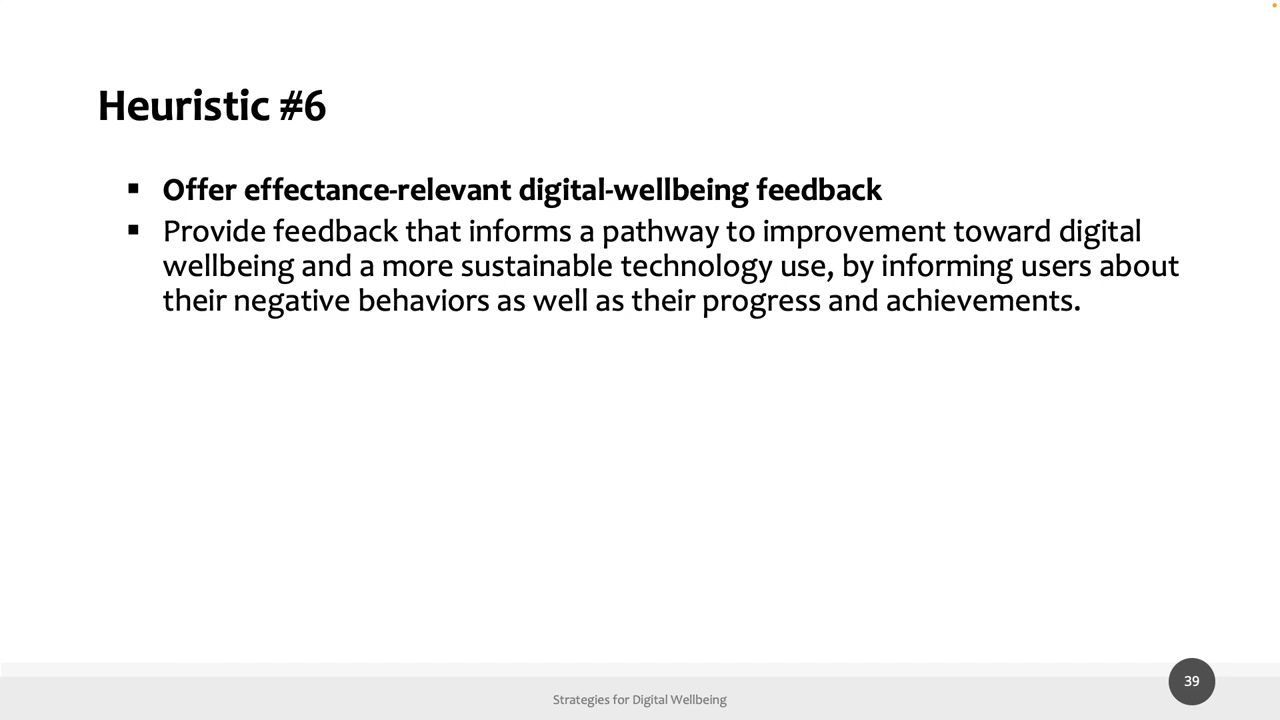 Heuristic #6
▪ Offer effectance-relevant digital-wellbeing feedback
▪ Provide feedback that informs a pathway to improvement toward digital
wellbeing and a more sustainable technology use, by informing users about
their negative behaviors as well as their progress and achievements.
39
Strategies for Digital Wellbeing